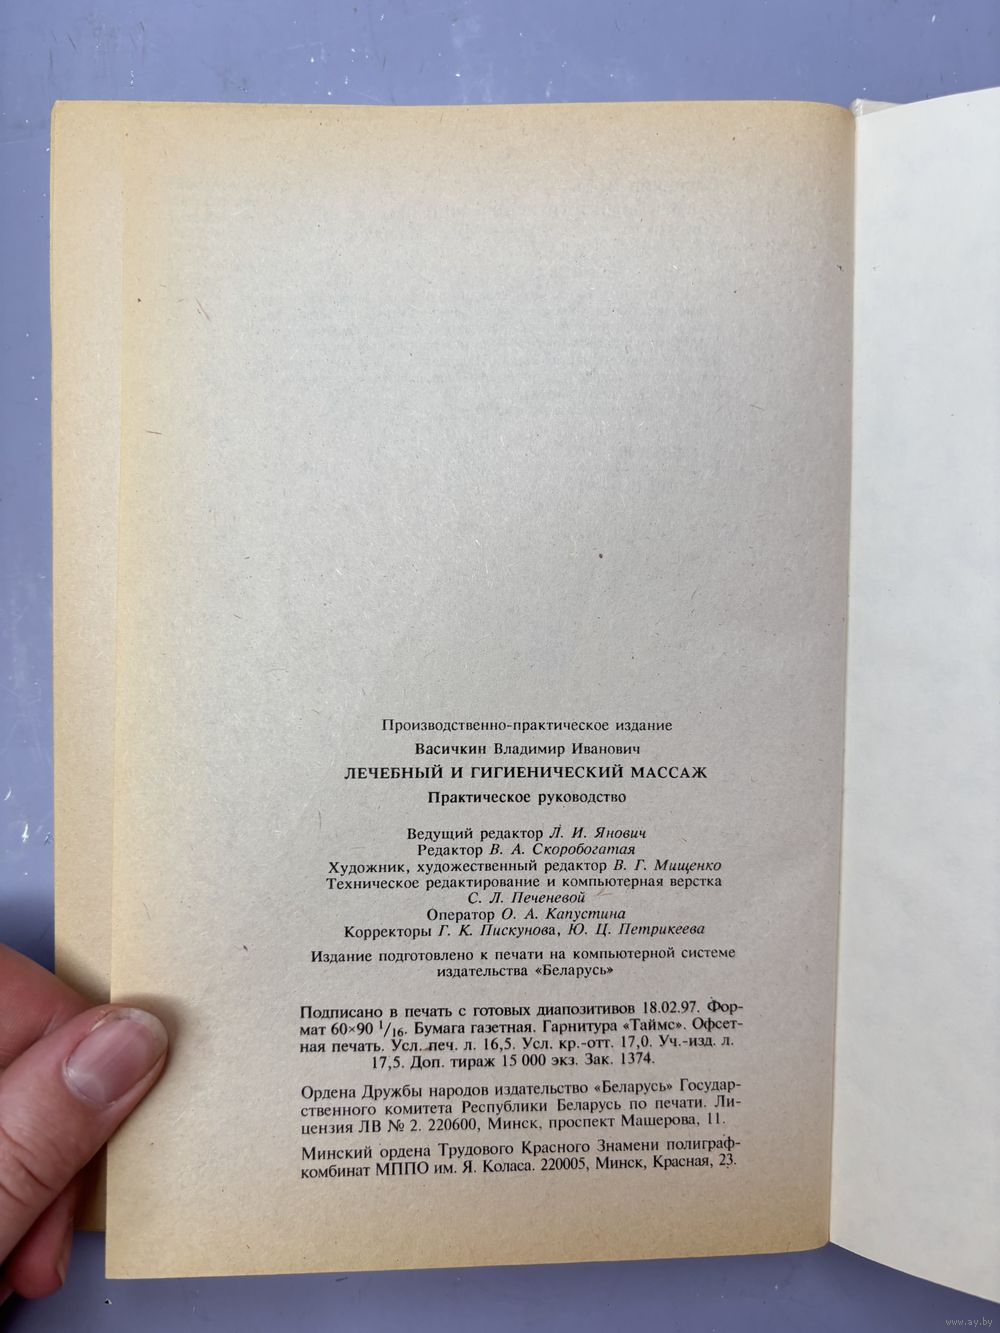 Производственно-практическое издание
Васичкин Владимир Иванович
ЛЕЧЕБНЫЙ И ГИГИЕНИЧЕСКИЙ МАССАЖ
Практическое руководство
Ведущий редактор Л. И. Янович
Редактор В. А. Скоробогатая
Художник, художественный редактор В. Г. Мищенко
Техническое редактирование и компьютерная верстка
С. Л. Печеневой
Оператор О. А. Капустина
Корректоры Г. К. Пискунова, Ю. Ц. Петрикеева
Издание подготовлено к печати на компьютерной системе
издательства «Беларусь»
Подписано в печать с готовых диапозитивов 18.02.97. Фор-
мат 60×90 1/16. Бумага газетная. Гарнитура «Таймс». Офсет-
ная печать. Усл. печ. л. 16,5. Усл. кр.-отт. 17,0. Уч.-изд. л.
17,5. Доп. тираж 15 000 экз. Зак. 1374.
Ордена Дружбы народов издательство «Беларусь» Государ-
ственного комитета Республики Беларусь по печати. Ли-
цензия ЛВ № 2. 220600, Минск, проспект Машерова, 11.
Минский ордена Трудового Красного Знамени полиграф-
комбинат МППО им. Я. Коласа. 220005, Минск, Красная, 23.
www.ay.by